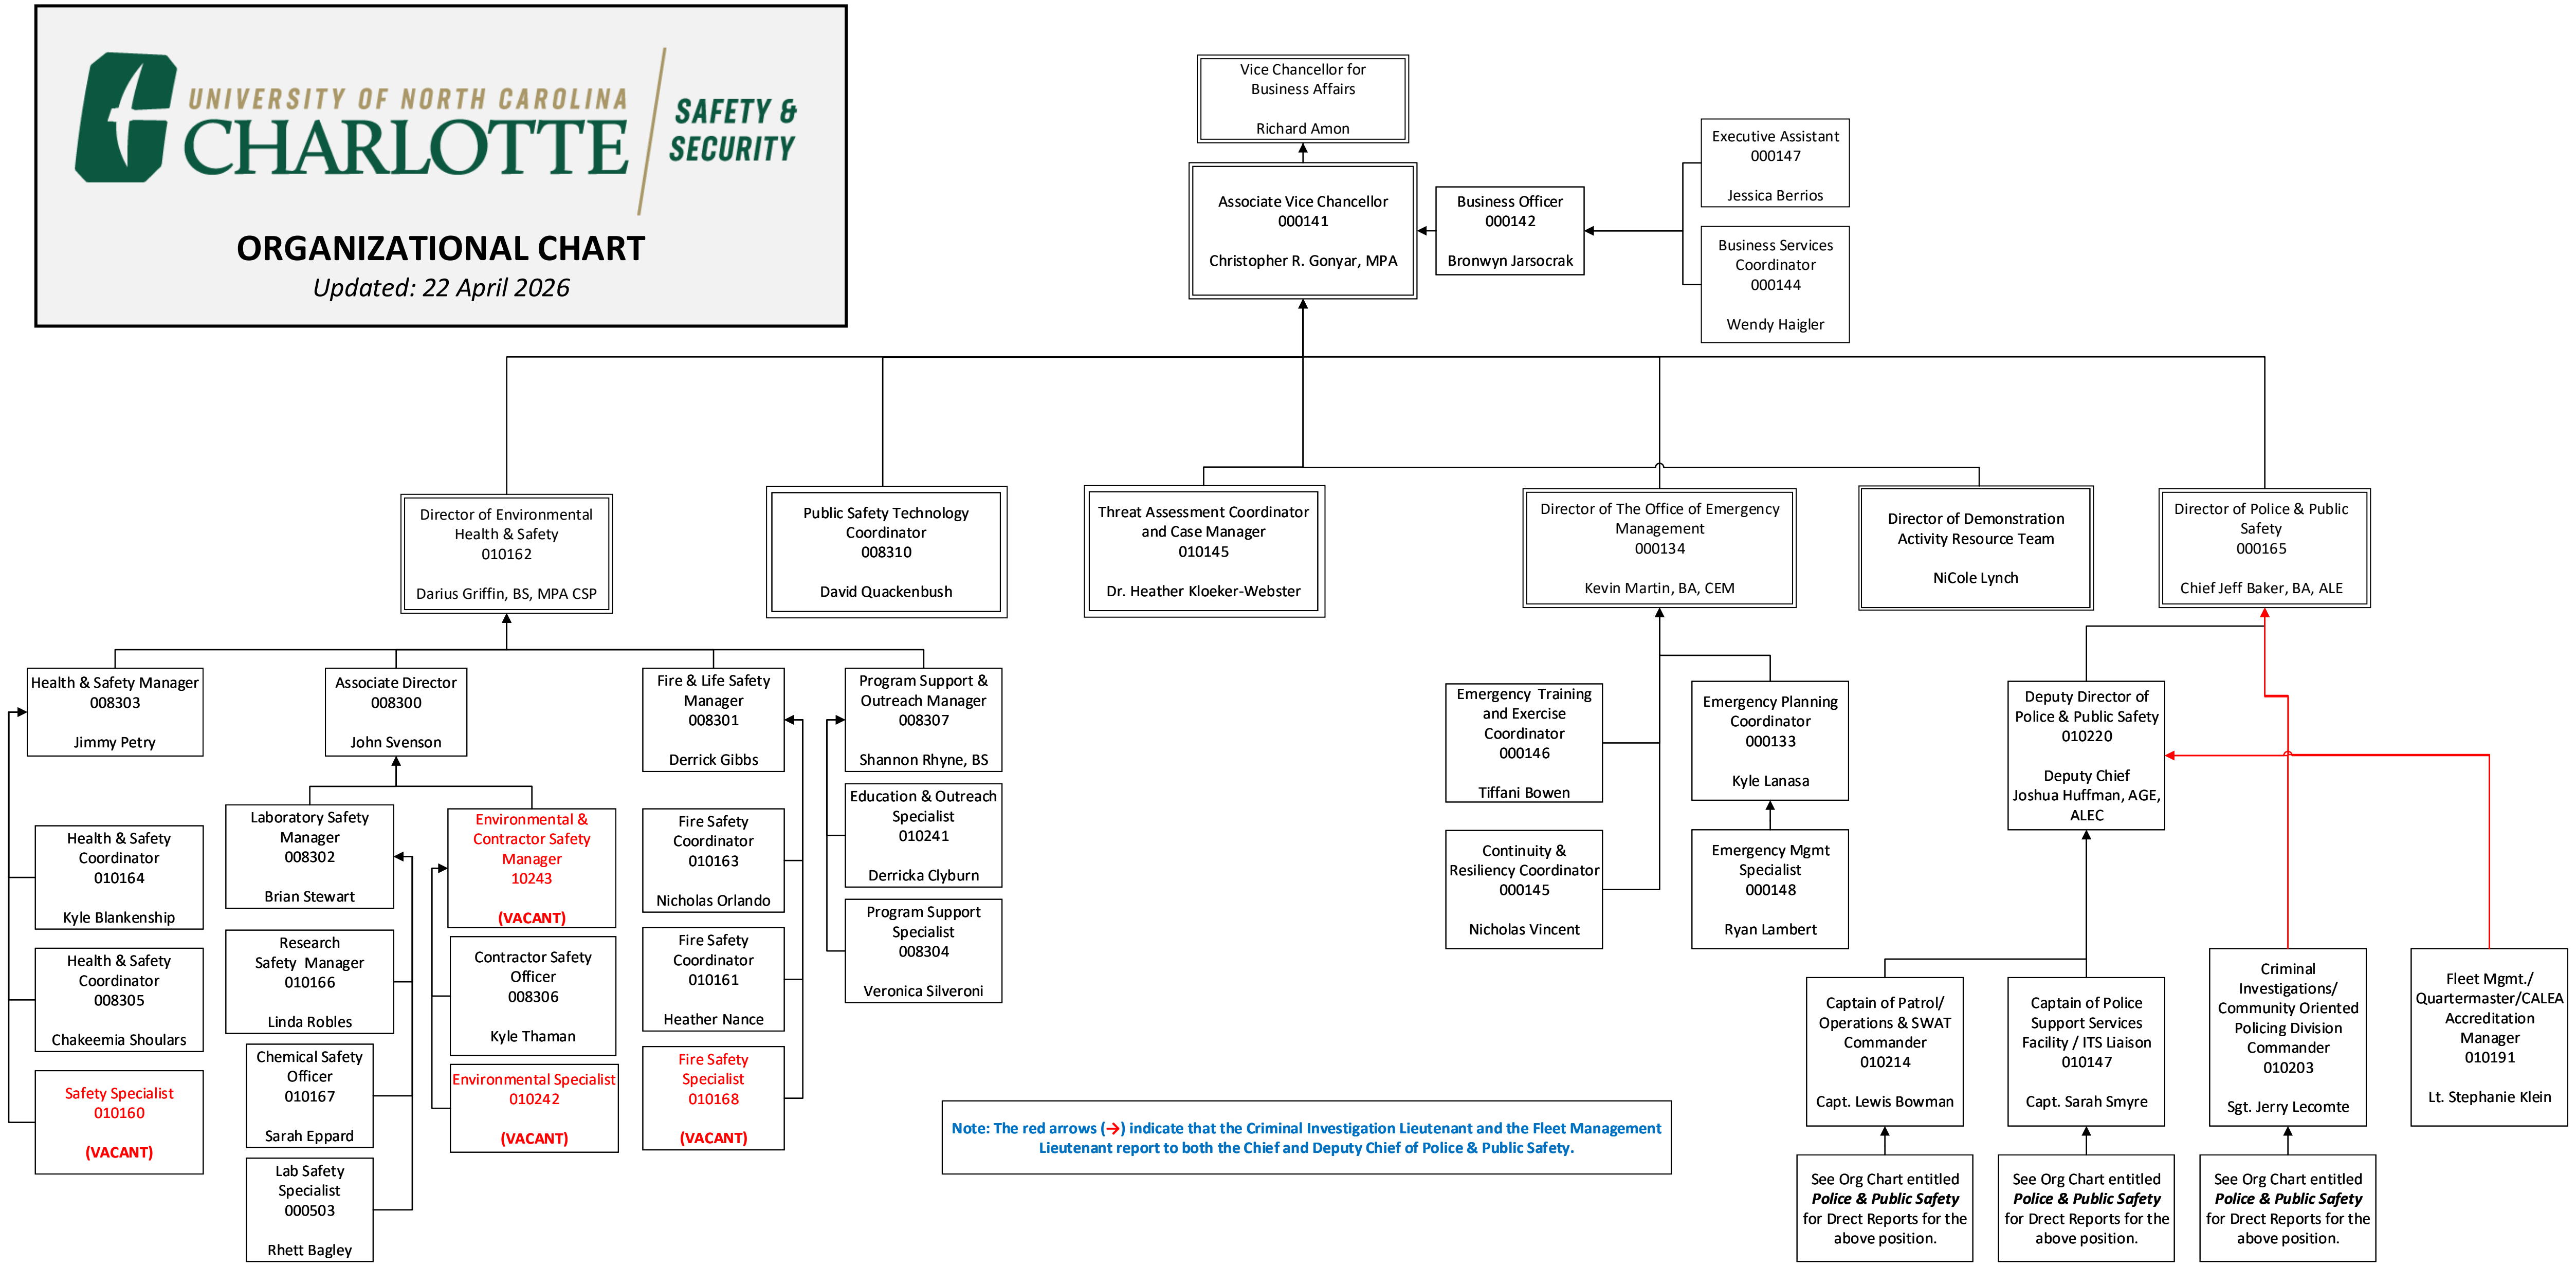 UNIVERSITY OF NORTH CAROLINA
CHARLOTTE
SAFETY &
SECURITY
ORGANIZATIONAL CHART
Updated: 22 April 2026
Vice Chancellor for
Business Affairs
Richard Amon
Associate Vice Chancellor
000141
Christopher R. Gonyar, MPA
Business Officer
000142
Bronwyn Jarsocrak
Executive Assistant
000147
Jessica Berrios
Business Services
Coordinator
000144
Wendy Haigler
Director of Environmental
Health & Safety
010162
Darius Griffin, BS, MPA CSP
Public Safety Technology
Coordinator
008310
David Quackenbush
Threat Assessment Coordinator
and Case Manager
010145
Dr. Heather Kloeker-Webster
Director of The Office of Emergency
Management
000134
Kevin Martin, BA, CEM
Director of Demonstration
Activity Resource Team
NiCole Lynch
Director of Police & Public
Safety
000165
Chief Jeff Baker, BA, ALE
Health & Safety Manager
008303
Jimmy Petry
Health & Safety
Coordinator
010164
Kyle Blankenship
Health & Safety
Coordinator
008305
Chakeemia Shoulars
Safety Specialist
010160
(VACANT)
Associate Director
008300
John Svenson
Laboratory Safety
Manager
008302
Brian Stewart
Research
Safety  Manager
010166
Linda Robles
Chemical Safety
Officer
010167
Sarah Eppard
Lab Safety
Specialist
000503
Rhett Bagley
Environmental &
Contractor Safety
Manager
10243
(VACANT)
Contractor Safety
Officer
008306
Kyle Thaman
Environmental Specialist
010242
(VACANT)
Fire & Life Safety
Manager
008301
Derrick Gibbs
Fire Safety
Coordinator
010163
Nicholas Orlando
Fire Safety
Coordinator
010161
Heather Nance
Fire Safety
Specialist
010168
(VACANT)
Program Support &
Outreach Manager
008307
Shannon Rhyne, BS
Education & Outreach
Specialist
010241
Derricka Clyburn
Program Support
Specialist
008304
Veronica Silveroni
Emergency  Training
and Exercise
Coordinator
000146
Tiffani Bowen
Continuity &
Resiliency Coordinator
000145
Nicholas Vincent
Emergency Planning
Coordinator
000133
Kyle Lanasa
Emergency Mgmt
Specialist
000148
Ryan Lambert
Deputy Director of
Police & Public Safety
010220
Deputy Chief
Joshua Huffman, AGE,
ALEC
Captain of Patrol/
Operations & SWAT
Commander
010214
Capt. Lewis Bowman
Captain of Police
Support Services
Facility / ITS Liaison
010147
Capt. Sarah Smyre
Criminal
Investigations/
Community Oriented
Policing Division
Commander
010203
Sgt. Jerry Lecomte
Fleet Mgmt./
Quartermaster/CALEA
Accreditation
Manager
010191
Lt. Stephanie Klein
See Org Chart entitled
Police & Public Safety
for Drect Reports for the
above position.
See Org Chart entitled
Police & Public Safety
for Drect Reports for the
above position.
See Org Chart entitled
Police & Public Safety
for Drect Reports for the
above position.
Note: The red arrows (→) indicate that the Criminal Investigation Lieutenant and the Fleet Management
Lieutenant report to both the Chief and Deputy Chief of Police & Public Safety.